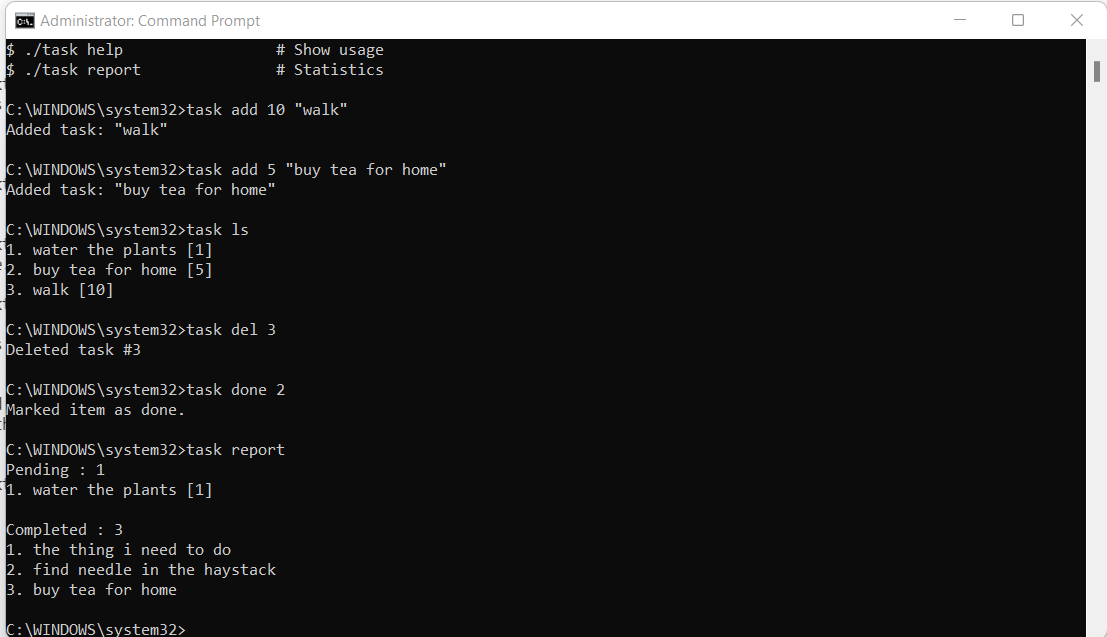 Administrator: Command Prompt
$ ./task help                 # Show usage
$ ./task report               # Statistics
C:\WINDOWS\system32>task add 10 "walk"
Added task: "walk"
C:\WINDOWS\system32>task add 5 "buy tea for home"
Added task: "buy tea for home"
C:\WINDOWS\system32>task ls
1. water the plants [1]
2. buy tea for home [5]
3. walk [10]
C:\WINDOWS\system32>task del 3
Deleted task #3
C:\WINDOWS\system32>task done 2
Marked item as done.
C:\WINDOWS\system32>task report
Pending : 1
1. water the plants [1]
Completed : 3
1. the thing i need to do
2. find needle in the haystack
3. buy tea for home
C:\WINDOWS\system32>